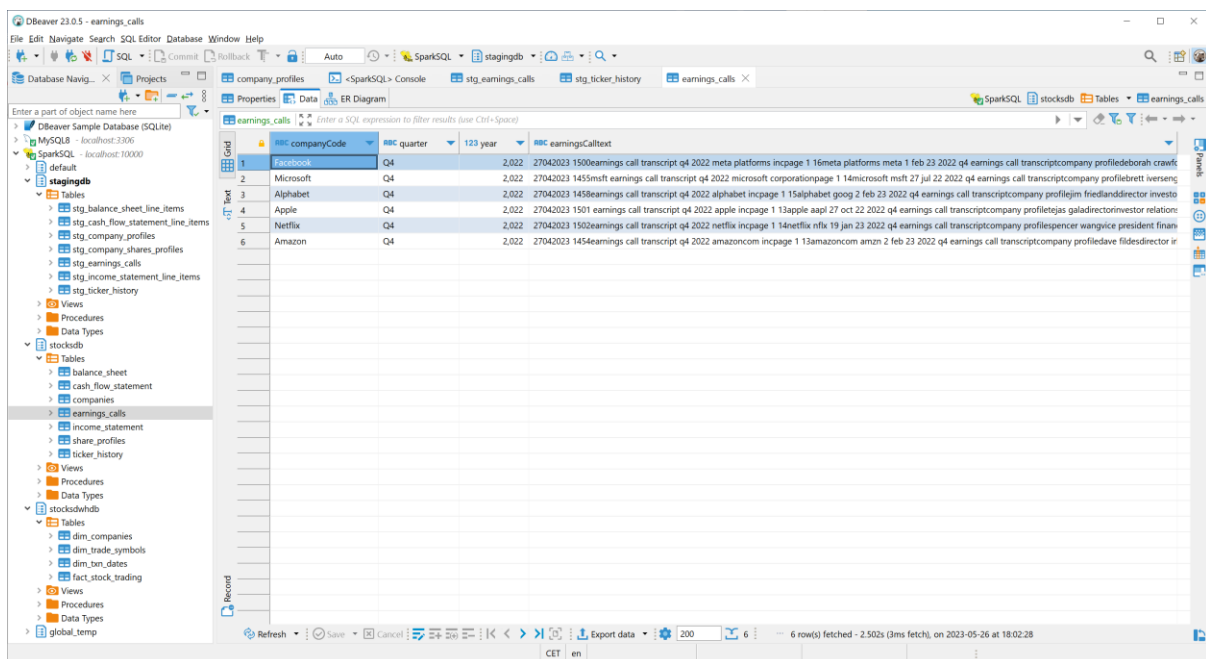 DBeaver 23.0.5 - earnings_calls
File Edit Navigate Search SQL Editor Database Window Help
SQL Commit Rollback Auto SparkSQL stagingdb
Database Navig... Projects company_profiles <SparkSQL> Console stg_earnings_calls stg_ticker_history earnings_calls
Properties Data ER Diagram SparkSQL stocksdb Tables earnings_calls
Enter a part of object name here
earnings_calls Enter a SQL expression to filter results (use Ctrl+Space)
DBeaver Sample Database (SQLite)
MySQL8 - localhost:3306
SparkSQL - localhost:10000
default
stagingdb
Tables
stg_balance_sheet_line_items
stg_cash_flow_statement_line_items
stg_company_profiles
stg_company_shares_profiles
stg_earnings_calls
stg_income_statement_line_items
stg_ticker_history
Views
Procedures
Data Types
stocksdb
Tables
balance_sheet
cash_flow_statement
companies
earnings_calls
income_statement
share_profiles
ticker_history
Views
Procedures
Data Types
stocksdwhdb
Tables
dim_companies
dim_trade_symbols
dim_txn_dates
fact_stock_trading
Views
Procedures
Data Types
global_temp
Grid
Text
Record
Panels
ABC companyCode ABC quarter 123 year ABC earningsCalltext
1 Facebook Q4 2,022 27042023 1500earnings call transcript q4 2022 meta platforms incpage 1 16meta platforms meta 1 feb 23 2022 q4 earnings call transcriptcompany profiledeborah crawfo
2 Microsoft Q4 2,022 27042023 1455msft earnings call transcript q4 2022 microsoft corporationpage 1 14microsoft msft 27 jul 22 2022 q4 earnings call transcriptcompany profilebrett iverseng
3 Alphabet Q4 2,022 27042023 1458earnings call transcript q4 2022 alphabet incpage 1 15alphabet goog 2 feb 23 2022 q4 earnings call transcriptcompany profilejim friedlanddirector investo
4 Apple Q4 2,022 27042023 1501 earnings call transcript q4 2022 apple incpage 1 13apple aapl 27 oct 22 2022 q4 earnings call transcriptcompany profiletejas galadirectorinvestor relations
5 Netflix Q4 2,022 27042023 1502earnings call transcript q4 2022 netflix incpage 1 14netflix nflx 19 jan 23 2022 q4 earnings call transcriptcompany profilespencer wangvice president finan
6 Amazon Q4 2,022 27042023 1454earnings call transcript q4 2022 amazoncom incpage 1 13amazoncom amzn 2 feb 23 2022 q4 earnings call transcriptcompany profiledave fildesdirector ir
Refresh Save Cancel Export data 200 6 6 row(s) fetched - 2.502s (3ms fetch), on 2023-05-26 at 18:02:28
CET en